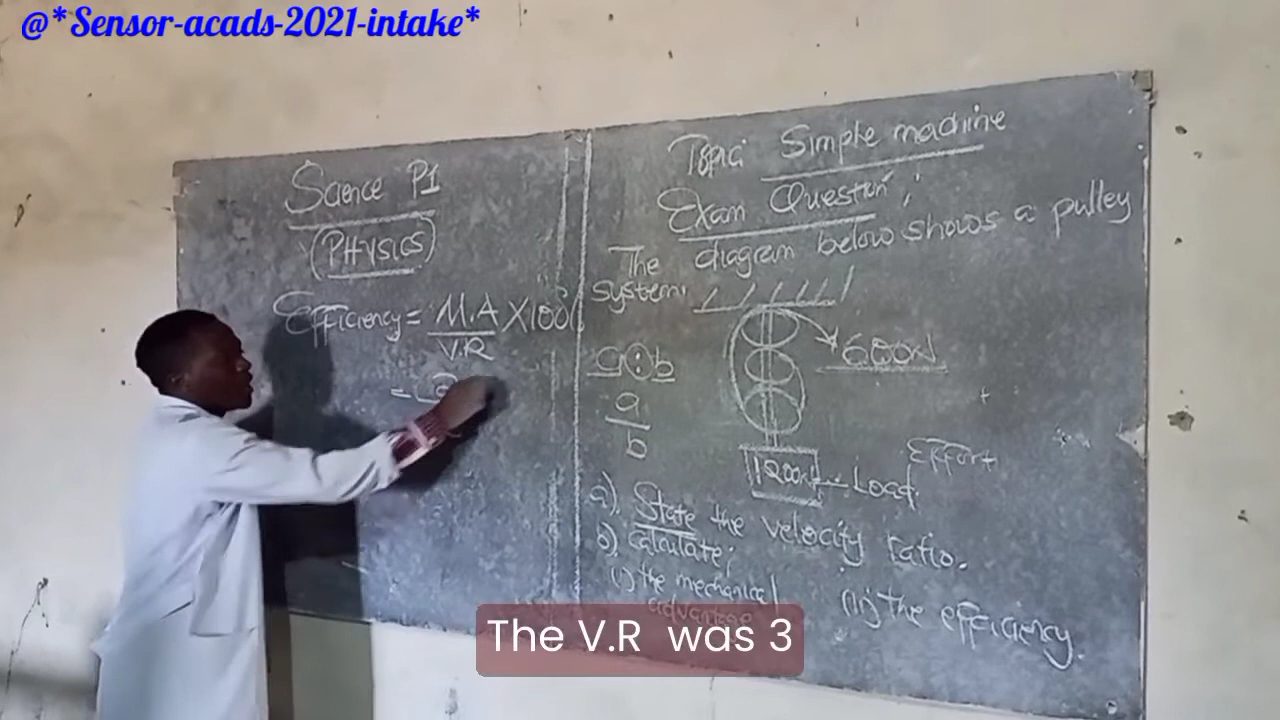 @*Sensor-acads-2021-intake*
Science P1
(PHYSICS)
Efficiency = M.A X100%
V.R
= 2
Topic: Simple machine
Exam Question;
The diagram below shows a pulley
system.
600N
a:b
a
b
Effort
1200N Load
a). State the velocity ratio.
b). Calculate;
(i) the mechanical
advantage
(ii) the efficiency.
The V.R was 3